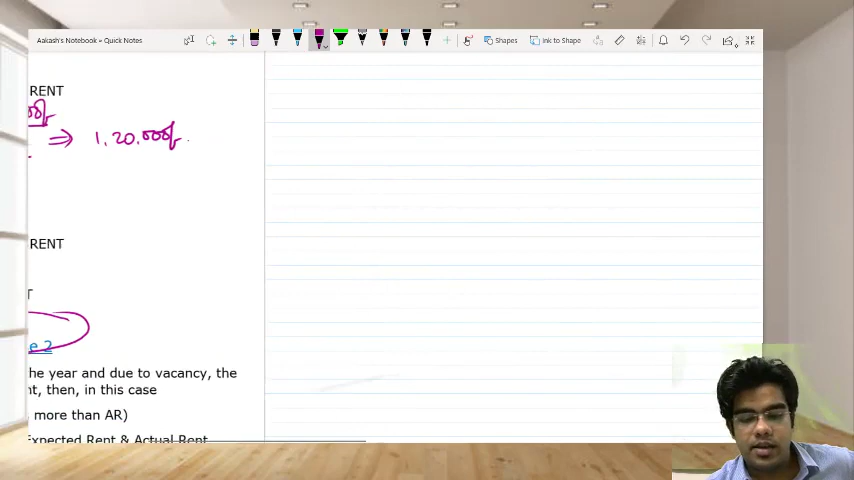 Aakash's Notebook » Quick Notes
Shapes
Ink to Shape
RENT
⇒ 1,20,000/-
RENT
T
e 2
he year and due to vacancy, the
nt, then, in this case
more than AR)
Expected Rent & Actual Rent